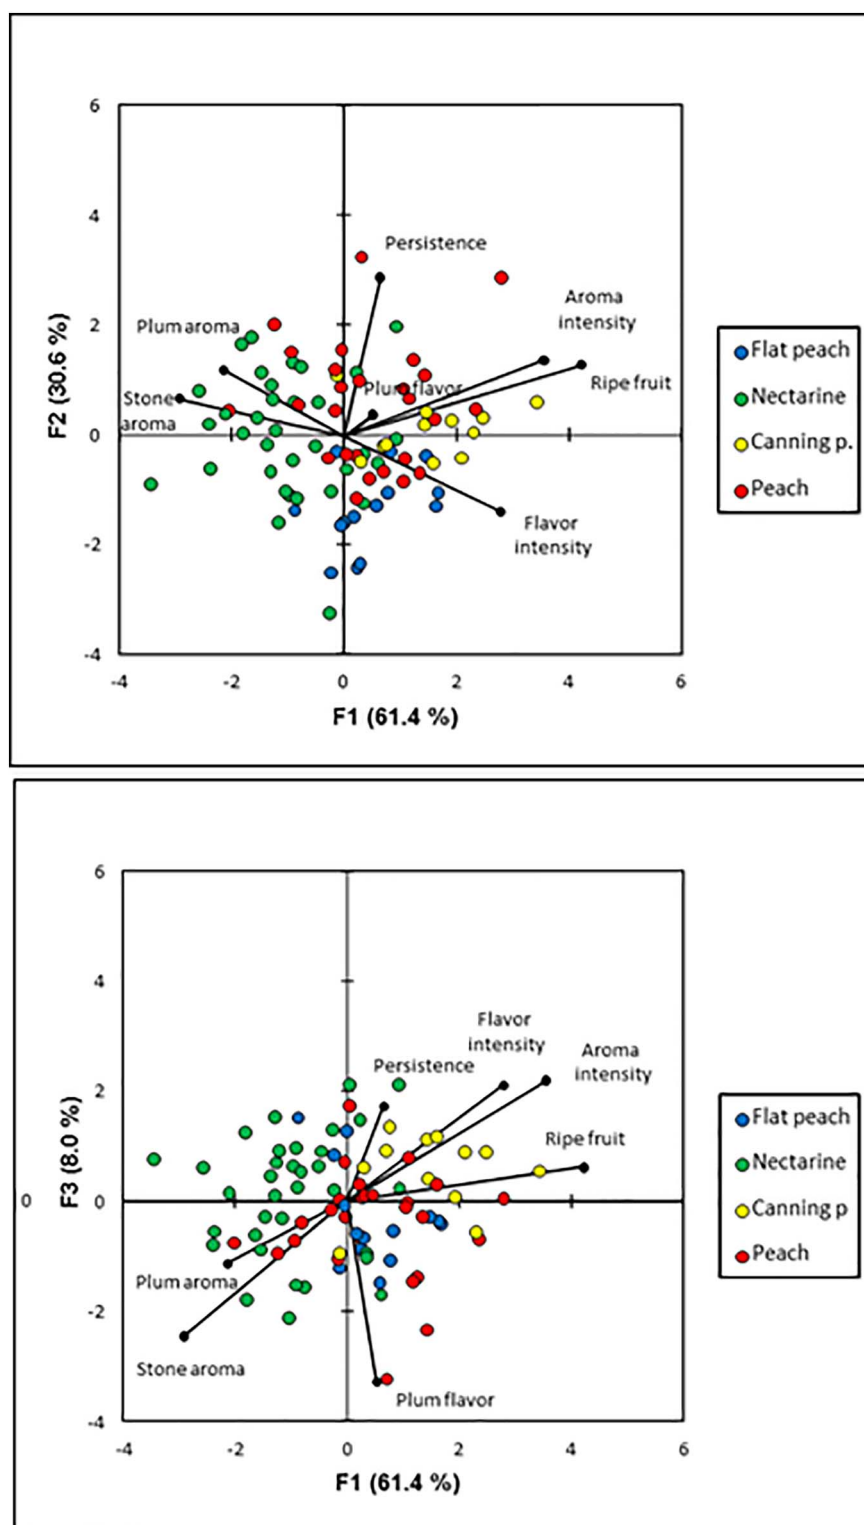 6
4
Persistence
Aroma
intensity
Plum aroma
2
Ripe fruit
Plum flavor
Stone
aroma
0
Flavor
intensity
-2
-4
-4 -2 0 2 4 6
F2 (30.6 %)
F1 (61.4 %)
Flat peach
Nectarine
Canning p.
Peach
6
4
Flavor
intensity
Aroma
intensity
Persistence
2
Ripe fruit
0
0
Plum aroma
-2
Stone aroma
Plum flavor
-4
-4 -2 0 2 4 6
F3 (8.0 %)
F1 (61.4 %)
Flat peach
Nectarine
Canning p
Peach